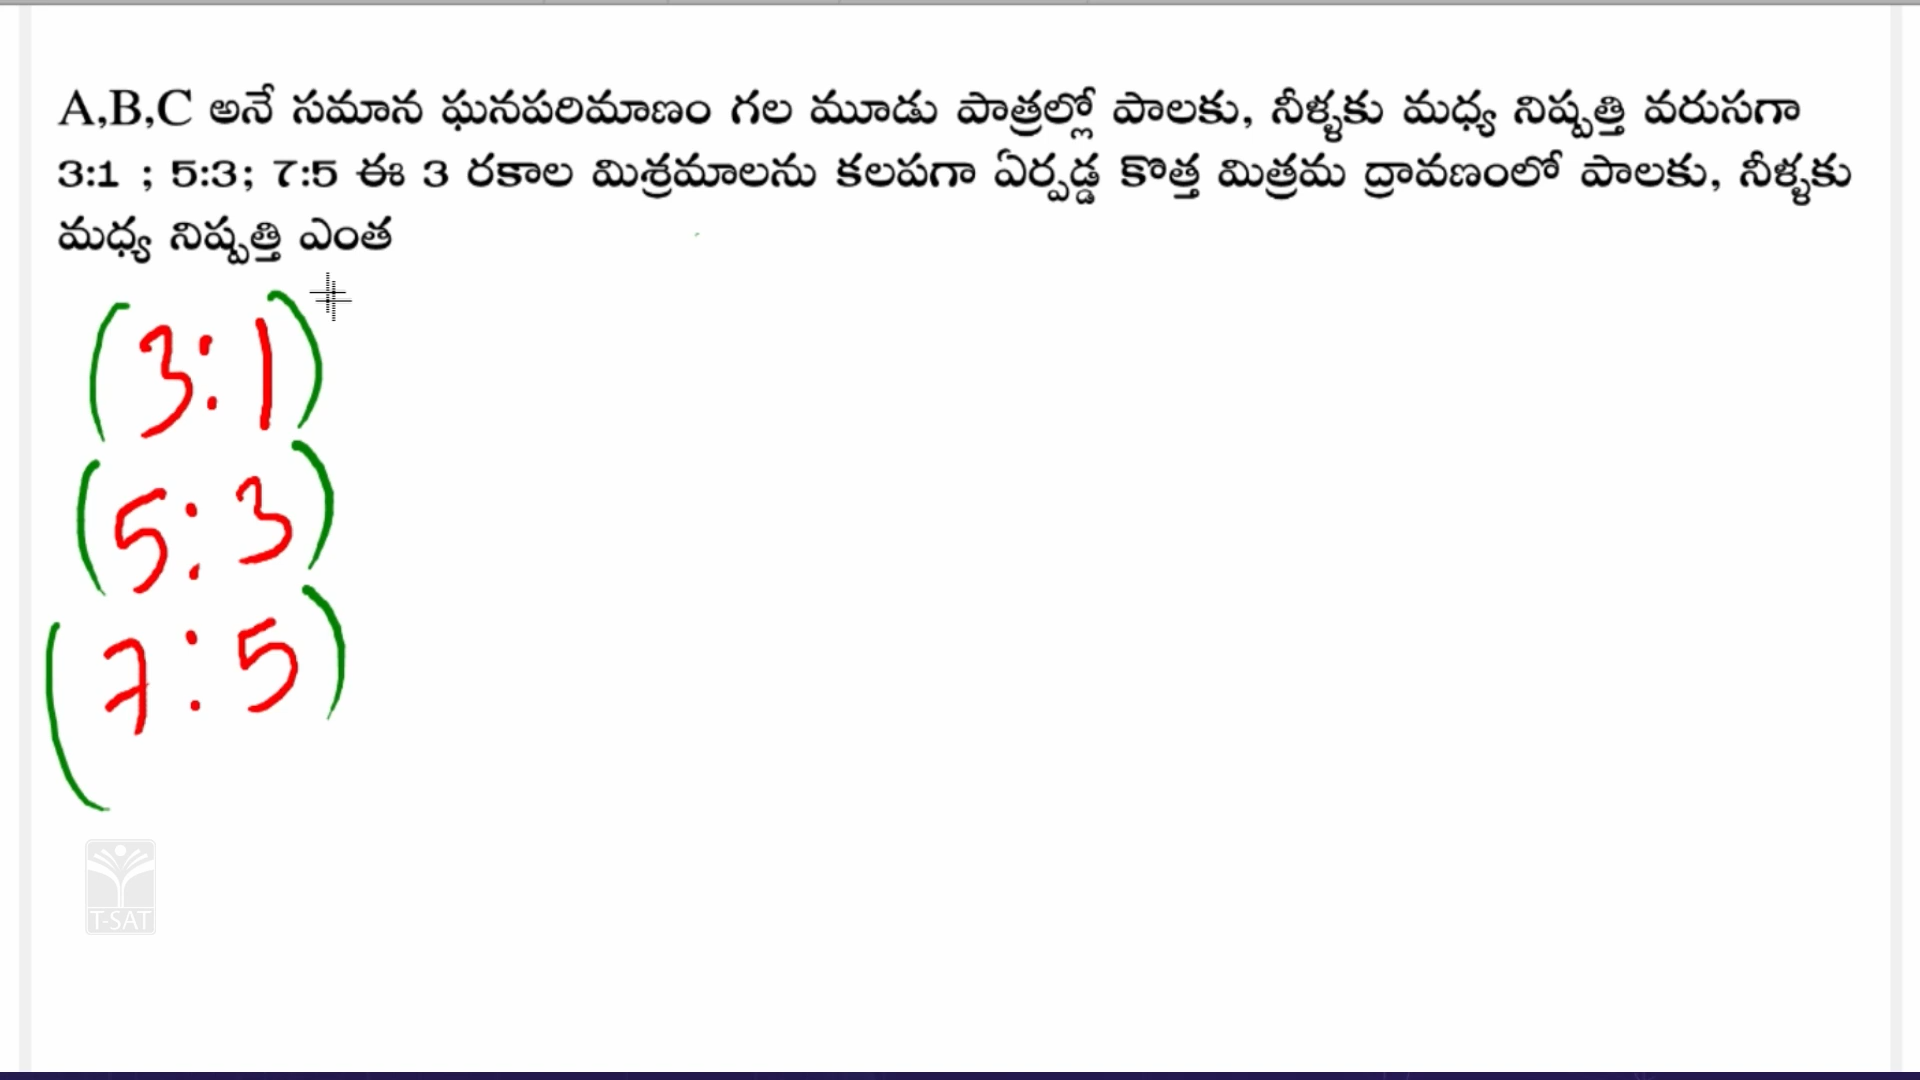 A,B,C అనే సమాన ఘనపరిమాణం గల మూడు పాత్రల్లో పాలకు, నీళ్ళకు మధ్య నిష్పత్తి వరుసగా
3:1 ; 5:3; 7:5 ఈ 3 రకాల మిశ్రమాలను కలపగా ఏర్పడ్డ కొత్త మిత్రమ ద్రావణంలో పాలకు, నీళ్ళకు
మధ్య నిష్పత్తి ఎంత
(3:1)
(5:3)
(7:5)
T-SAT